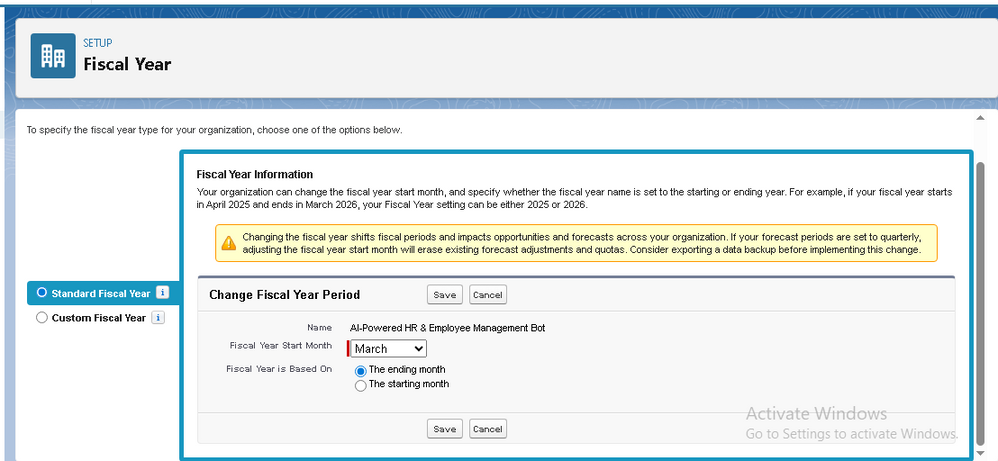 SETUP
Fiscal Year
To specify the fiscal year type for your organization, choose one of the options below.
Fiscal Year Information
Your organization can change the fiscal year start month, and specify whether the fiscal year name is set to the starting or ending year. For example, if your fiscal year starts
in April 2025 and ends in March 2026, your Fiscal Year setting can be either 2025 or 2026.
Changing the fiscal year shifts fiscal periods and impacts opportunities and forecasts across your organization. If your forecast periods are set to quarterly,
adjusting the fiscal year start month will erase existing forecast adjustments and quotas. Consider exporting a data backup before implementing this change.
Standard Fiscal Year i
Custom Fiscal Year i
Change Fiscal Year Period Save Cancel
Name AI-Powered HR & Employee Management Bot
Fiscal Year Start Month March
Fiscal Year is Based On The ending month
The starting month
Save Cancel
Activate Windows
Go to Settings to activate Windows.